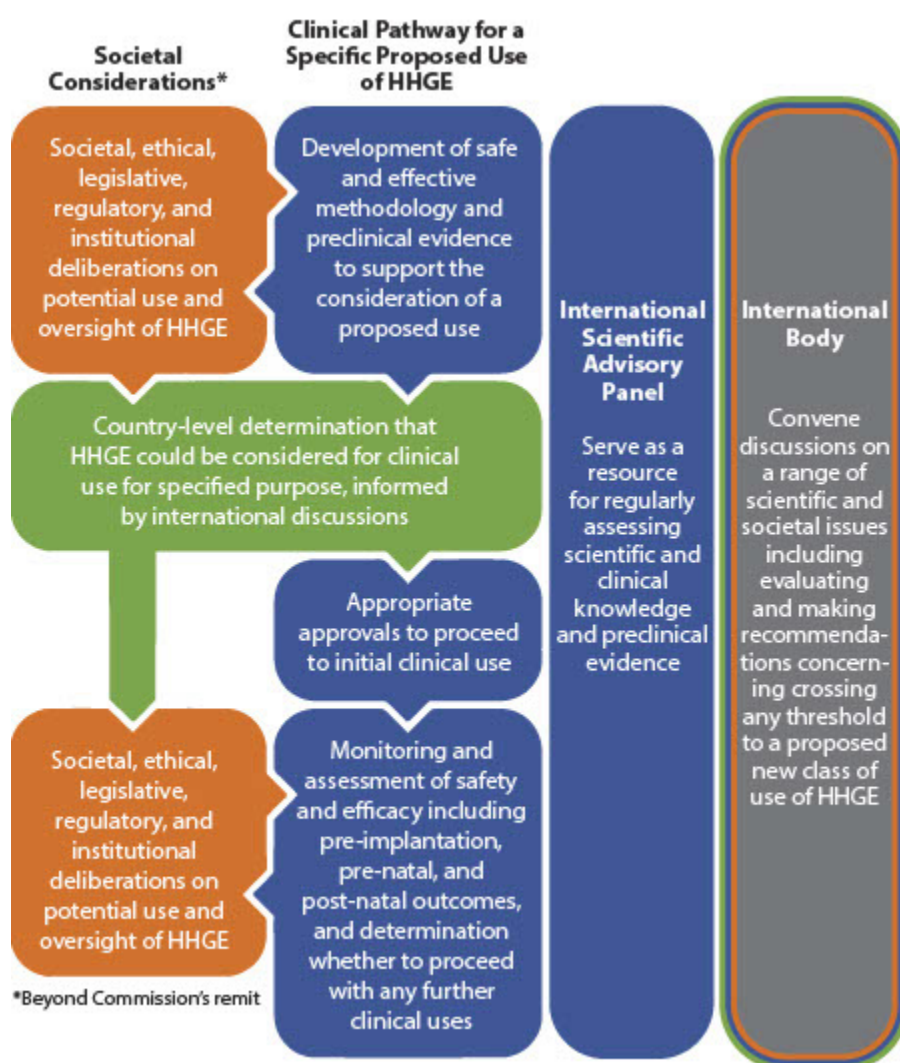 Societal
Considerations*
Clinical Pathway for a
Specific Proposed Use
of HHGE
Societal, ethical,
legislative,
regulatory, and
institutional
deliberations on
potential use and
oversight of HHGE
Development of safe
and effective
methodology and
preclinical evidence
to support the
consideration of a
proposed use
Country-level determination that
HHGE could be considered for clinical
use for specified purpose, informed
by international discussions
Appropriate
approvals to proceed
to initial clinical use
Societal, ethical,
legislative,
regulatory, and
institutional
deliberations on
potential use and
oversight of HHGE
Monitoring and
assessment of safety
and efficacy including
pre-implantation,
pre-natal, and
post-natal outcomes,
and determination
whether to proceed
with any further
clinical uses
*Beyond Commission's remit
International
Scientific
Advisory
Panel
Serve as a
resource
for regularly
assessing
scientific and
clinical
knowledge
and preclinical
evidence
International
Body
Convene
discussions on
a range of
scientific and
societal issues
including
evaluating
and making
recommenda-
tions concern-
ing crossing
any threshold
to a proposed
new class of
use of HHGE